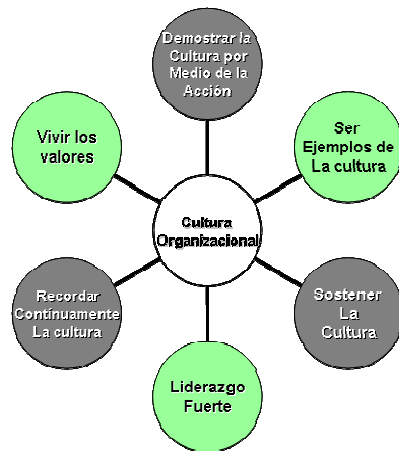 Demostrar la
Cultura por
Medio de la
Acción
Vivir los
valores
Ser
Ejemplos de
La cultura
Cultura
Organizacional
Recordar
Contínuamente
La cultura
Sostener
La
Cultura
Liderazgo
Fuerte